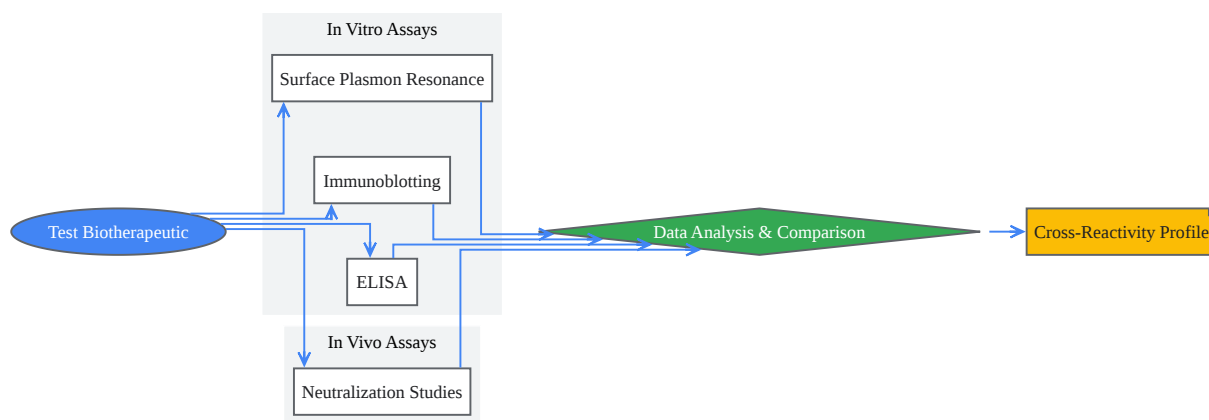 In Vitro Assays
Surface Plasmon Resonance
Immunoblotting
Test Biotherapeutic
Data Analysis & Comparison
Cross-Reactivity Profile
ELISA
In Vivo Assays
Neutralization Studies